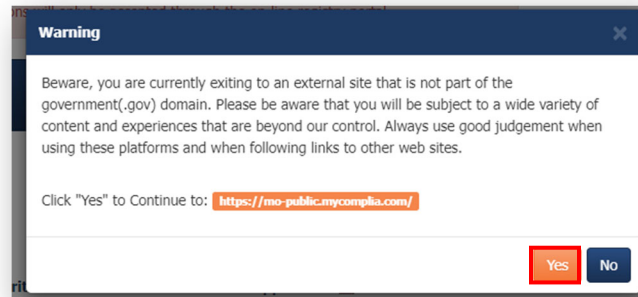 Warning
×
Beware, you are currently exiting to an external site that is not part of the
government(.gov) domain. Please be aware that you will be subject to a wide variety of
content and experiences that are beyond our control. Always use good judgement when
using these platforms and when following links to other web sites.
Click "Yes" to Continue to: https://mo-public.mycomplia.com/
Yes No